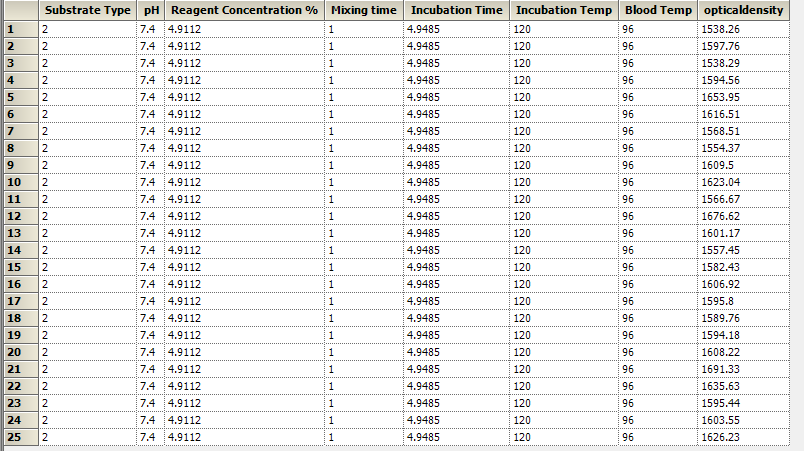 Substrate Type pH Reagent Concentration % Mixing time Incubation Time Incubation Temp Blood Temp opticaldensity
1 2 7.4 4.9112 1 4.9485 120 96 1538.26
2 2 7.4 4.9112 1 4.9485 120 96 1597.76
3 2 7.4 4.9112 1 4.9485 120 96 1538.29
4 2 7.4 4.9112 1 4.9485 120 96 1594.56
5 2 7.4 4.9112 1 4.9485 120 96 1653.95
6 2 7.4 4.9112 1 4.9485 120 96 1616.51
7 2 7.4 4.9112 1 4.9485 120 96 1568.51
8 2 7.4 4.9112 1 4.9485 120 96 1554.37
9 2 7.4 4.9112 1 4.9485 120 96 1609.5
10 2 7.4 4.9112 1 4.9485 120 96 1623.04
11 2 7.4 4.9112 1 4.9485 120 96 1566.67
12 2 7.4 4.9112 1 4.9485 120 96 1676.62
13 2 7.4 4.9112 1 4.9485 120 96 1601.17
14 2 7.4 4.9112 1 4.9485 120 96 1557.45
15 2 7.4 4.9112 1 4.9485 120 96 1582.43
16 2 7.4 4.9112 1 4.9485 120 96 1606.92
17 2 7.4 4.9112 1 4.9485 120 96 1595.8
18 2 7.4 4.9112 1 4.9485 120 96 1589.76
19 2 7.4 4.9112 1 4.9485 120 96 1594.18
20 2 7.4 4.9112 1 4.9485 120 96 1608.22
21 2 7.4 4.9112 1 4.9485 120 96 1691.33
22 2 7.4 4.9112 1 4.9485 120 96 1635.63
23 2 7.4 4.9112 1 4.9485 120 96 1595.44
24 2 7.4 4.9112 1 4.9485 120 96 1603.55
25 2 7.4 4.9112 1 4.9485 120 96 1626.23